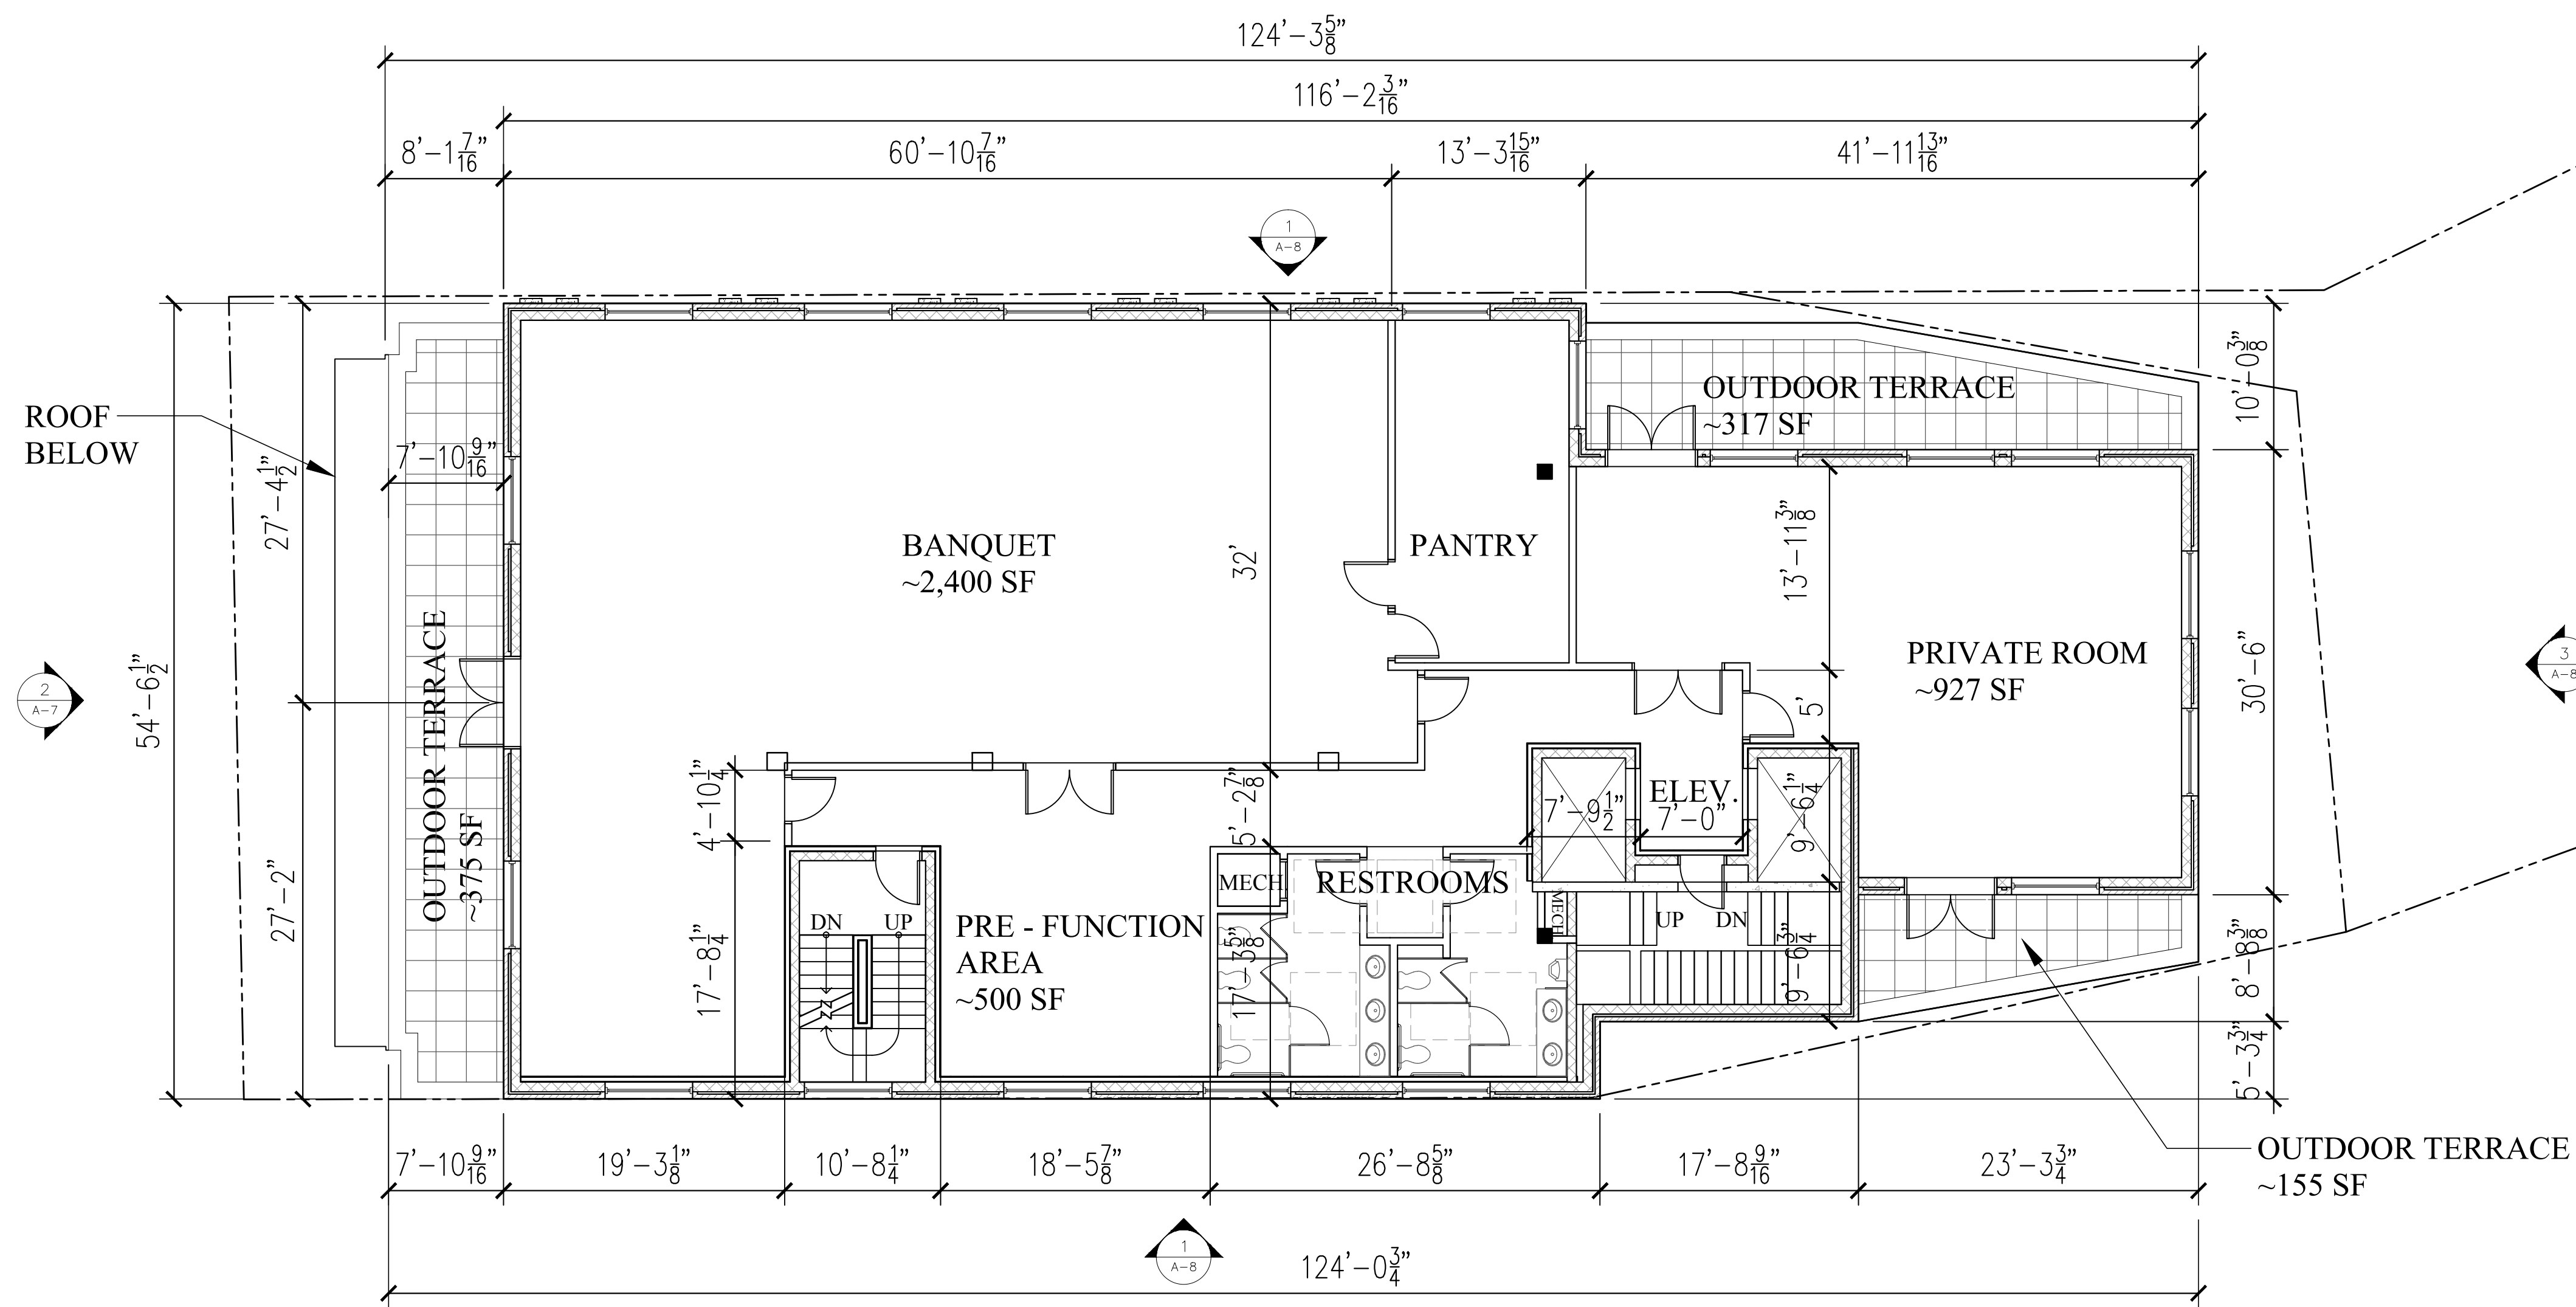 124'-3 5/8"
116'-2 3/16"
8'-1 7/16"
60'-10 7/16"
13'-3 15/16"
41'-11 13/16"
1
A-8
ROOF
BELOW
7'-10 9/16"
27'-4 1/2"
54'-6 1/2"
27'-2"
2
A-7
OUTDOOR TERRACE
~375 SF
BANQUET
~2,400 SF
32'
PANTRY
OUTDOOR TERRACE
~317 SF
10'-0 3/8"
13'-11 3/8"
PRIVATE ROOM
~927 SF
5'
30'-6"
3
A-8
4'-10 1/4"
5'-2 7/8"
7'-9 1/2"
ELEV.
7'-0"
9'-6 1/4"
MECH.
RESTROOMS
MECH
17'-8 1/4"
DN
UP
PRE - FUNCTION
AREA
~500 SF
17'-3 5/8"
UP
DN
9'-6 3/4"
8'-8 3/8"
5'-3 3/4"
OUTDOOR TERRACE
~155 SF
7'-10 9/16"
19'-3 1/8"
10'-8 1/4"
18'-5 7/8"
26'-8 5/8"
17'-8 9/16"
23'-3 3/4"
1
A-8
124'-0 3/4"